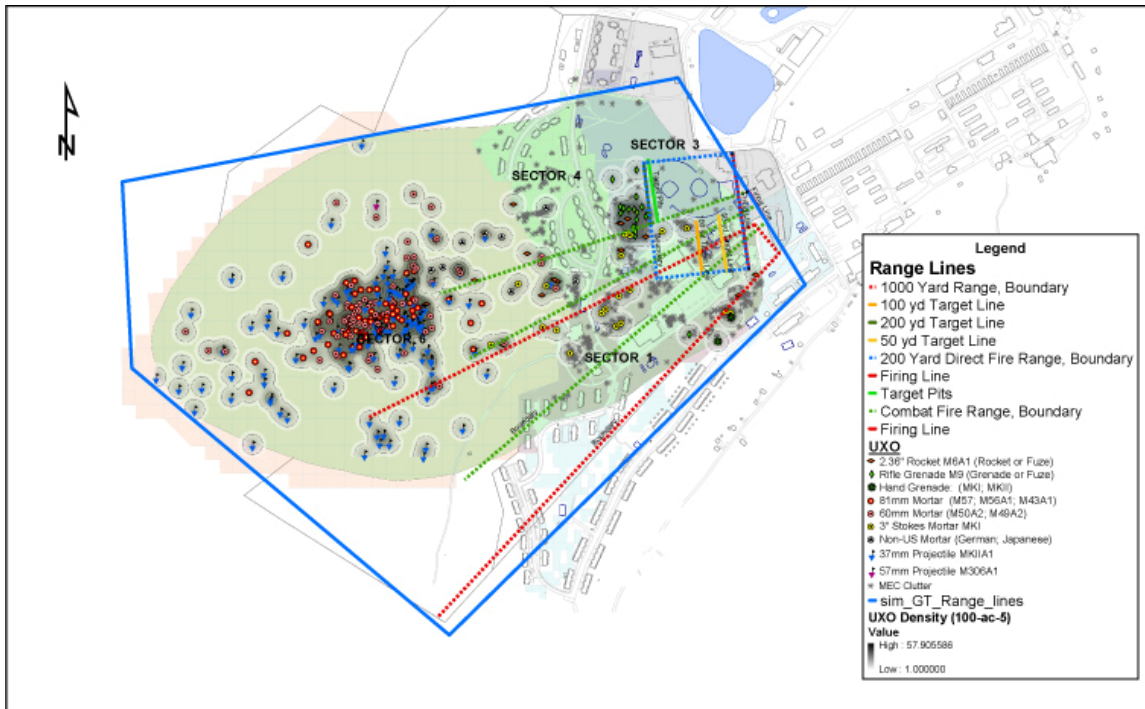 N
SECTOR 3
SECTOR 4
SECTOR 6
SECTOR 1
Legend
Range Lines
1000 Yard Range, Boundary
100 yd Target Line
200 yd Target Line
50 yd Target Line
200 Yard Direct Fire Range, Boundary
Firing Line
Target Pits
Combat Fire Range, Boundary
Firing Line
UXO
2.36" Rocket M6A1 (Rocket or Fuze)
Rifle Grenade M9 (Grenade or Fuze)
Hand Grenade: (MKI; MKII)
81mm Mortar (M57; M56A1; M43A1)
60mm Mortar (M50A2; M49A2)
3" Stokes Mortar MKI
Non-US Mortar (German; Japanese)
37mm Projectile MKIIA1
57mm Projectile M306A1
MEC Clutter
sim_GT_Range_lines
UXO Density (100-ac-5)
Value
High : 57.905586
Low : 1.000000